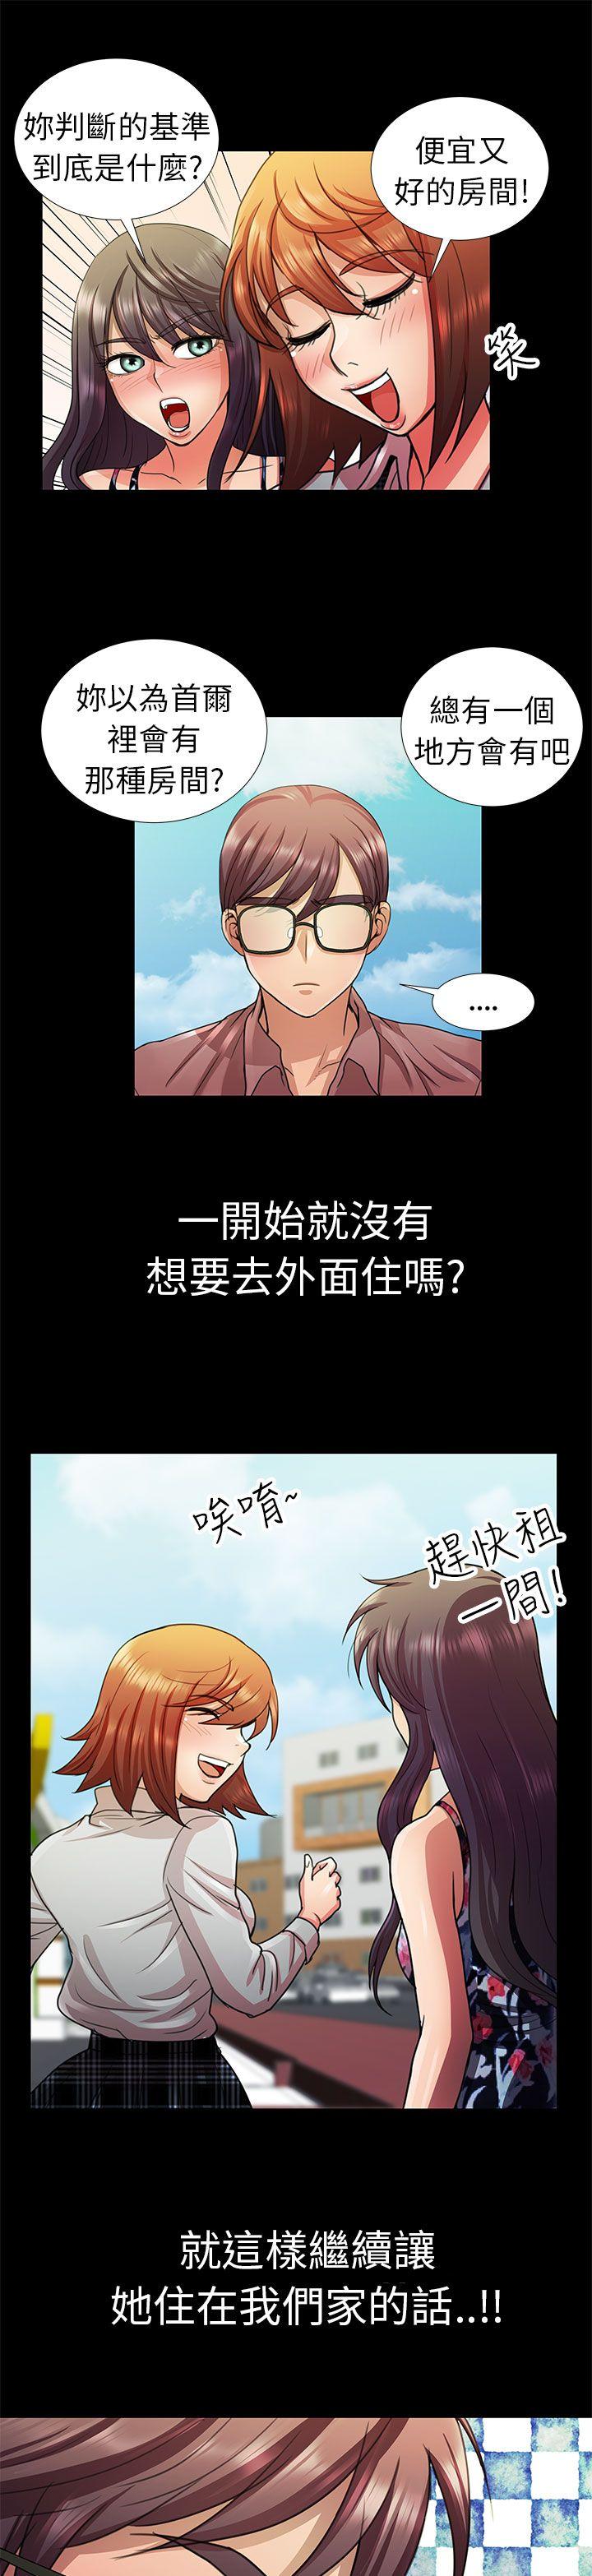 妳判斷的基準
到底是什麼?
便宜又
好的房間!
笑
妳以為首爾
裡會有
那種房間?
總有一個
地方會有吧
....
一開始就沒有
想要去外面住嗎?
唉唷~
趕快租
一間!
就這樣繼續讓
她住在我們家的話..!!